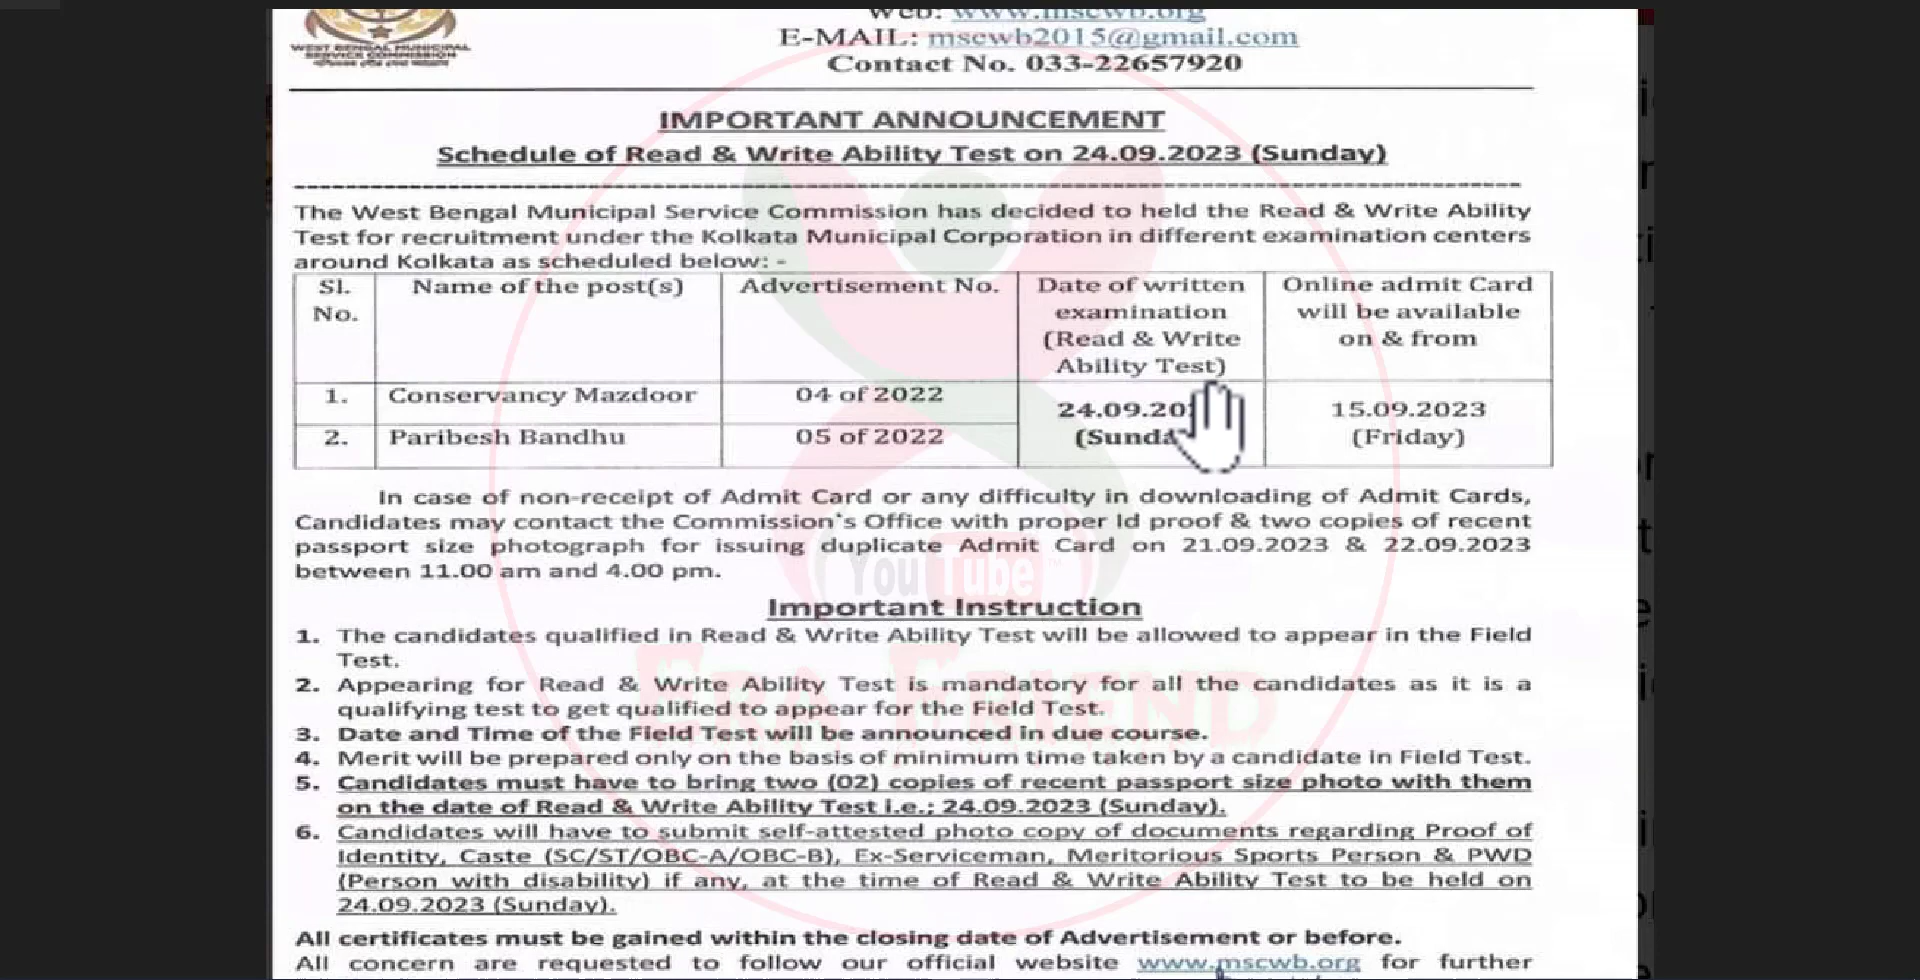 WEST BENGAL MUNICIPAL
SERVICE COMMISSION
Web: www.mscwb.org
E-MAIL: mscwb2015@gmail.com
Contact No. 033-22657920
IMPORTANT ANNOUNCEMENT
Schedule of Read & Write Ability Test on 24.09.2023 (Sunday)
The West Bengal Municipal Service Commission has decided to held the Read & Write Ability
Test for recruitment under the Kolkata Municipal Corporation in different examination centers
around Kolkata as scheduled below: -
Sl. No. Name of the post(s) Advertisement No. Date of written examination (Read & Write Ability Test) Online admit Card will be available on & from
1. Conservancy Mazdoor 04 of 2022
24.09.20 15.09.2023
2. Paribesh Bandhu 05 of 2022
(Sunda (Friday)
In case of non-receipt of Admit Card or any difficulty in downloading of Admit Cards,
Candidates may contact the Commission's Office with proper Id proof & two copies of recent
passport size photograph for issuing duplicate Admit Card on 21.09.2023 & 22.09.2023
between 11.00 am and 4.00 pm.
YouTube
Important Instruction
1. The candidates qualified in Read & Write Ability Test will be allowed to appear in the Field
Test.
2. Appearing for Read & Write Ability Test is mandatory for all the candidates as it is a
qualifying test to get qualified to appear for the Field Test.
3. Date and Time of the Field Test will be announced in due course.
4. Merit will be prepared only on the basis of minimum time taken by a candidate in Field Test.
5. Candidates must have to bring two (02) copies of recent passport size photo with them
on the date of Read & Write Ability Test i.e.; 24.09.2023 (Sunday).
6. Candidates will have to submit self-attested photo copy of documents regarding Proof of
Identity, Caste (SC/ST/OBC-A/OBC-B), Ex-Serviceman, Meritorious Sports Person & PWD
(Person with disability) if any, at the time of Read & Write Ability Test to be held on
24.09.2023 (Sunday).
All certificates must be gained within the closing date of Advertisement or before.
All concern are requested to follow our official website www.mscwb.org for further